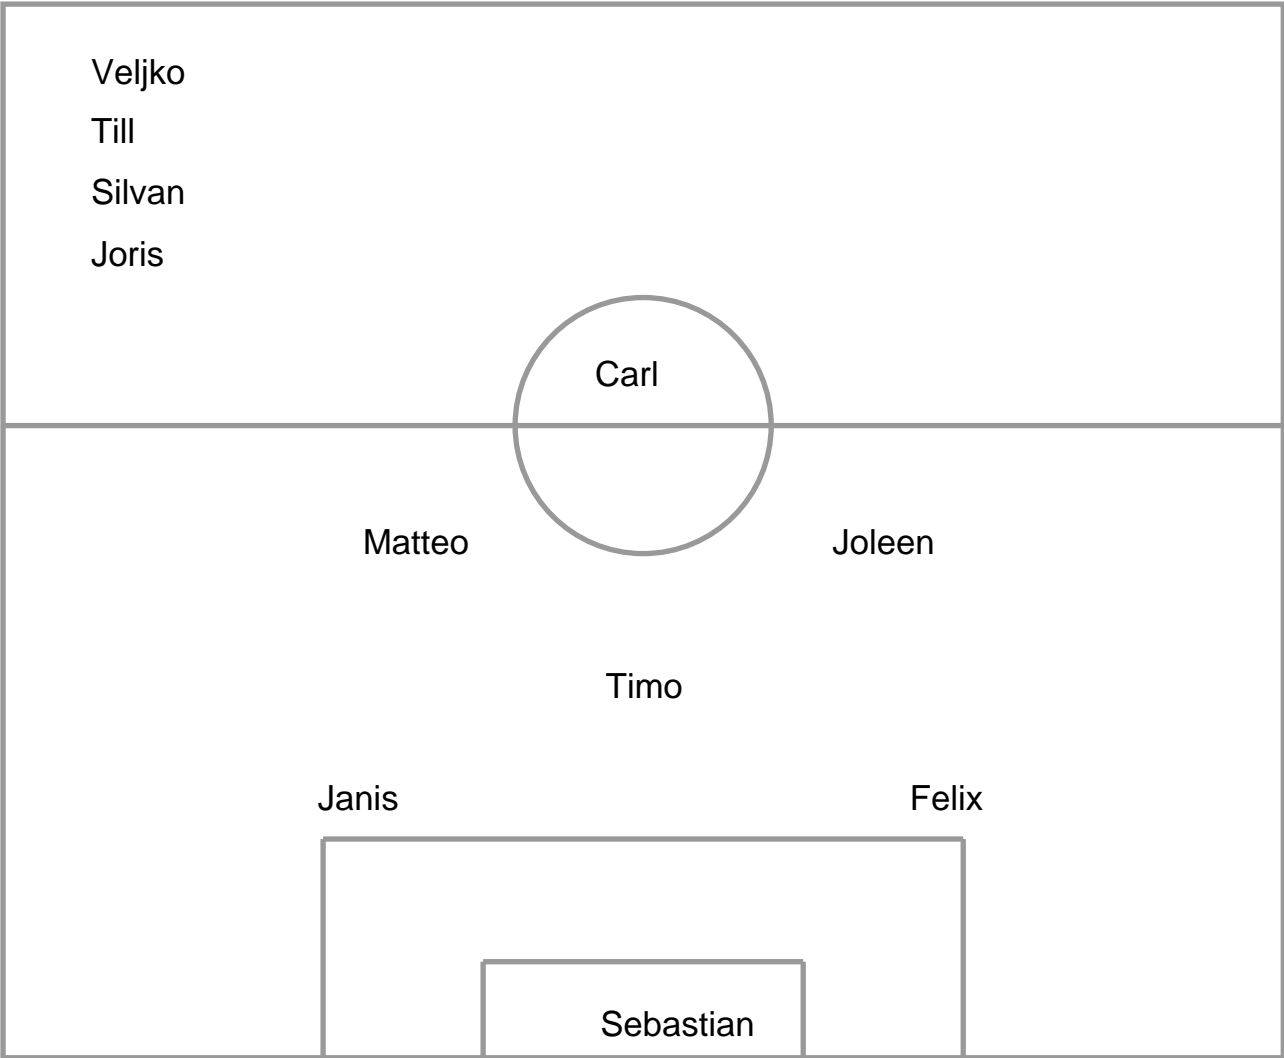 Veljko
Till
Silvan
Joris
Carl
Matteo Joleen
Timo
Janis Felix
Sebastian